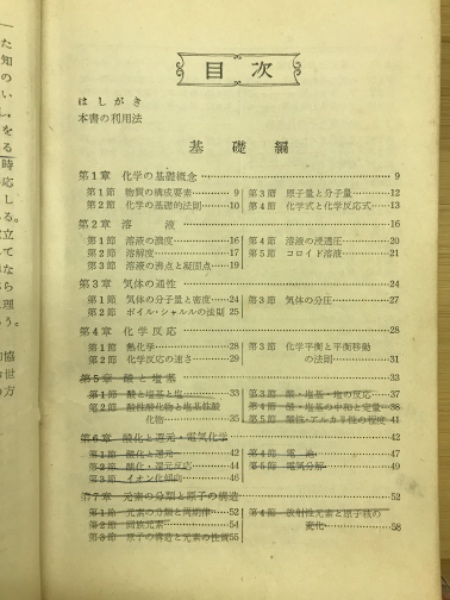 目次
はしがき
本書の利用法
基礎編
第1章 化学の基礎概念 9
第1節 物質の構成要素 9
第2節 化学の基礎的法則 10
第3節 原子量と分子量 12
第4節 化学式と化学反応式 13
第2章 溶液 16
第1節 溶液の濃度 16
第2節 溶解度 17
第3節 溶液の沸点と凝固点 19
第4節 溶液の浸透圧 20
第5節 コロイド溶液 21
第3章 気体の通性 24
第1節 気体の分子量と密度 24
第2節 ボイル・シャルルの法則 25
第3節 気体の分圧 27
第4章 化学反応 28
第1節 熱化学 28
第2節 化学反応の速さ 29
第3節 化学平衡と平衡移動
の法則 31
第5章 酸と塩基 33
第1節 酸と塩基と塩 33
第2節 酸性酸化物と塩基性酸
化物 35
第3節 酸・塩基・塩の反応 37
第4節 酸・塩基の中和と定量 38
第5節 酸性・アルカリ性の程度 41
第6章 酸化と還元・電気化学 42
第1節 酸化と還元 42
第2節 酸化・還元反応 44
第3節 イオン化傾向 46
第4節 電池 47
第5節 電気分解 49
第7章 元素の分類と原子の構造 52
第1節 元素の分類と周期律 52
第2節 同族元素 54
第3節 原子の構造と元素の性質 55
第4節 放射性元素と原子核の
変化 58